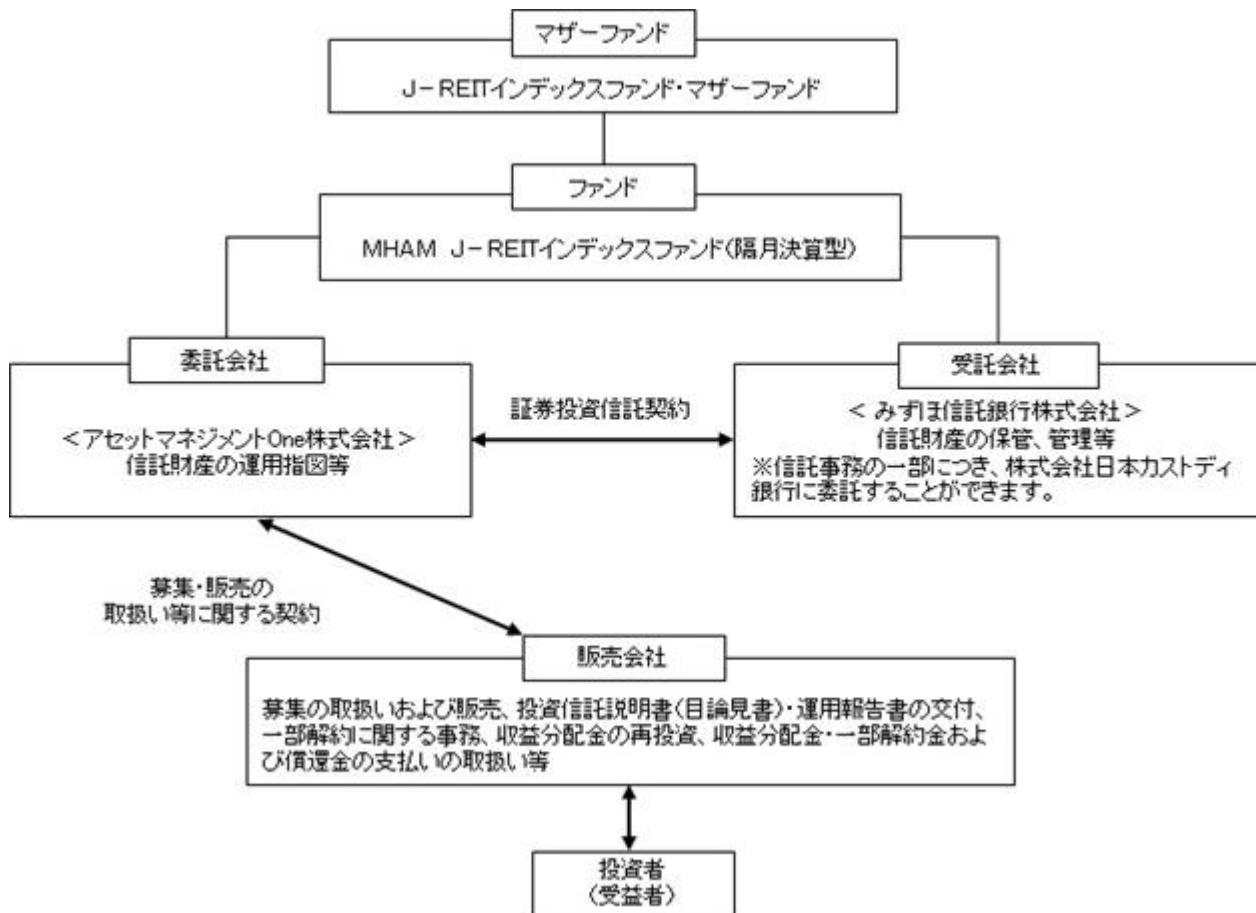 マザーファンド
J-REITインデックスファンド・マザーファンド
ファンド
MHAM J-REITインデックスファンド(隔月決算型)
委託会社
<アセットマネジメントOne株式会社>
信託財産の運用指図等
証券投資信託契約
受託会社
<みずほ信託銀行株式会社>
信託財産の保管、管理等
※信託事務の一部につき、株式会社日本カストディ
銀行に委託することができます。
募集・販売の
取扱い等に関する契約
販売会社
募集の取扱いおよび販売、投資信託説明書(目論見書)・運用報告書の交付、
一部解約に関する事務、収益分配金の再投資、収益分配金・一部解約金およ
び償還金の支払いの取扱い等
投資者
(受益者)